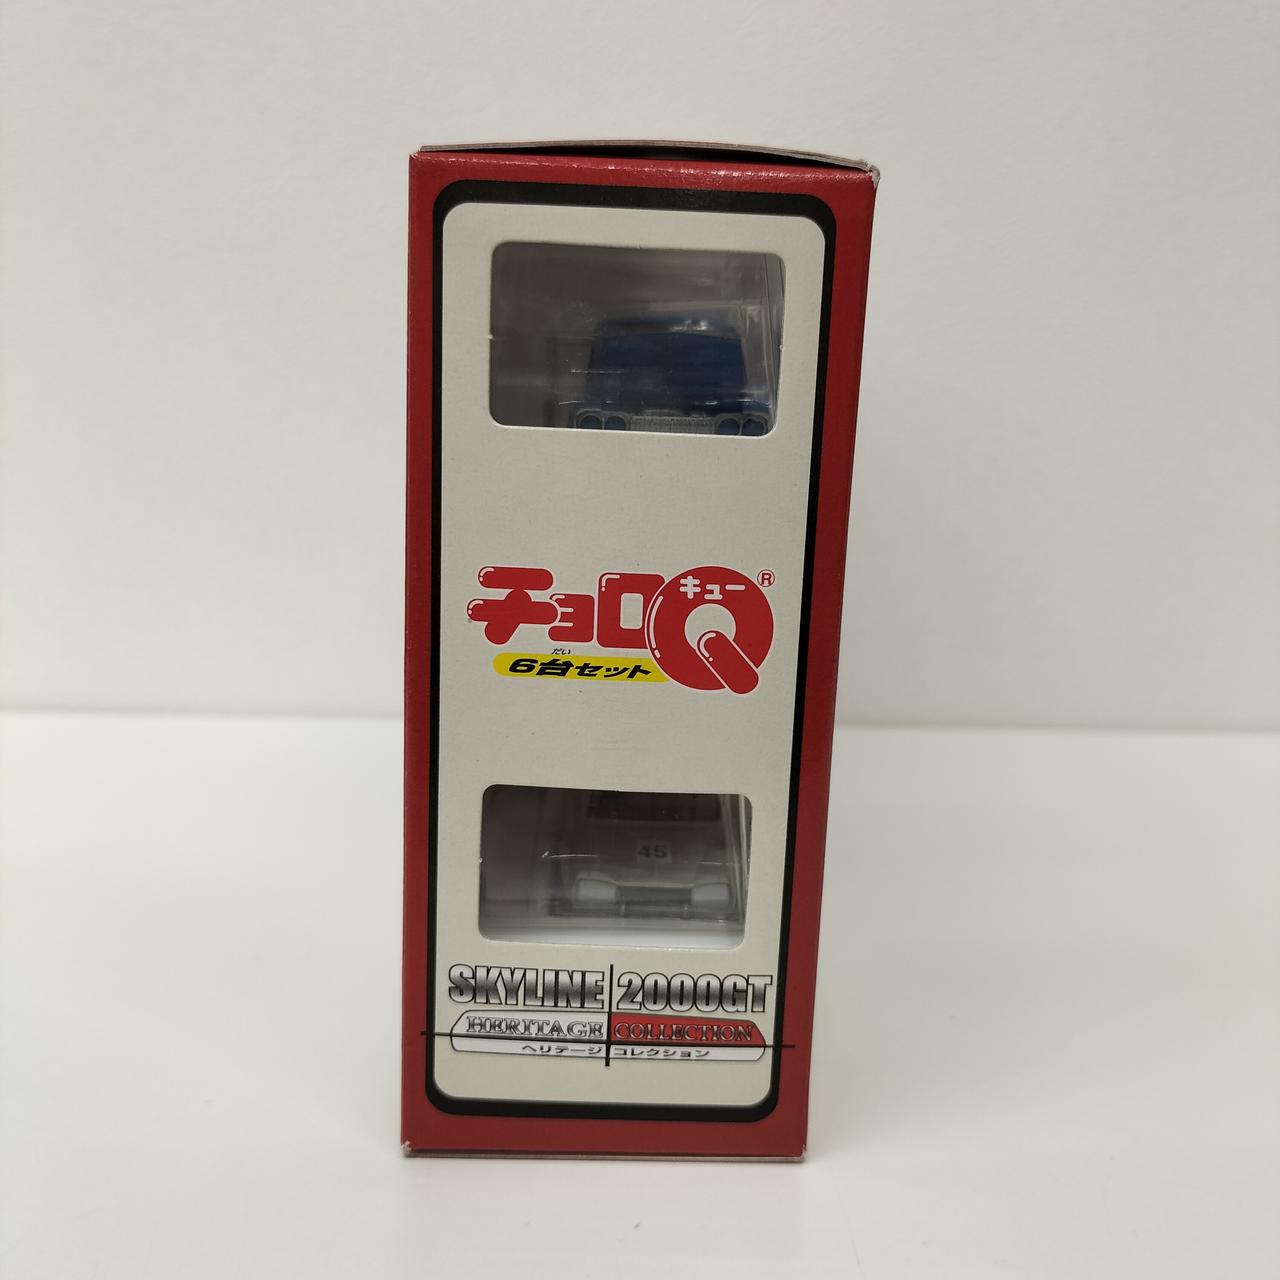 チョロQ®
キュー
だい
6台セット
45
SKYLINE 2000GT
HERITAGE COLLECTION
ヘリテージ コレクション